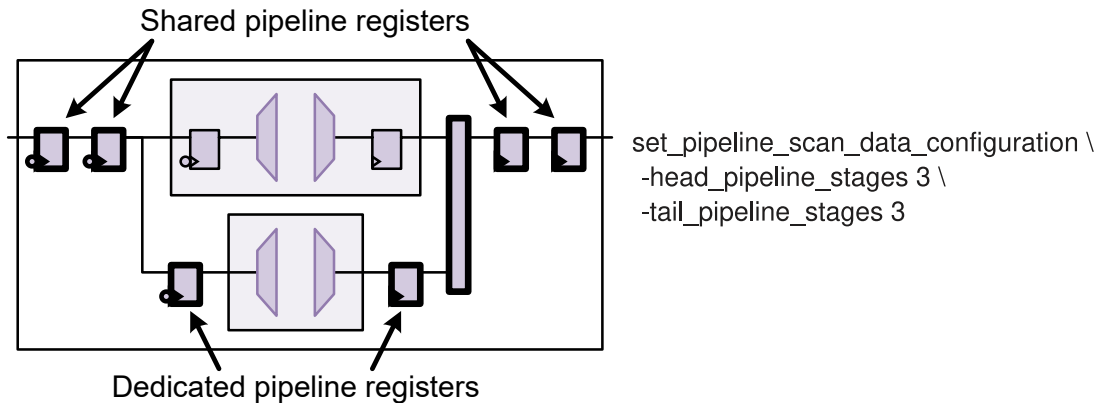 Shared pipeline registers
set_pipeline_scan_data_configuration \
-head_pipeline_stages 3 \
-tail_pipeline_stages 3
Dedicated pipeline registers